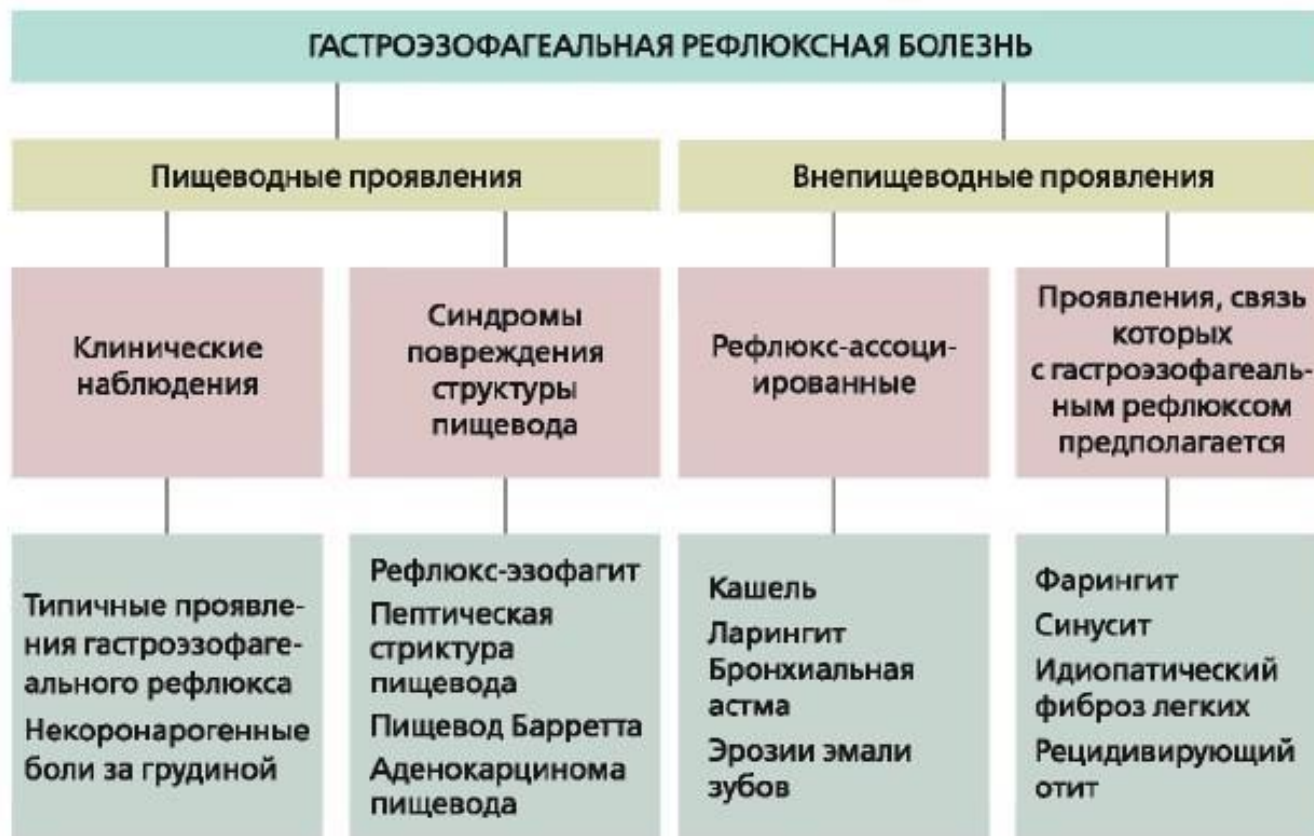 ГАСТРОЭЗОФАГЕАЛЬНАЯ РЕФЛЮКСНАЯ БОЛЕЗНЬ
Пищеводные проявления
Внепищеводные проявления
Клинические
наблюдения
Синдромы
повреждения
структуры
пищевода
Рефлюкс-ассоци-
ированные
Проявления, связь
которых
с гастроэзофагеаль-
ным рефлюксом
предполагается
Типичные проявле-
ния гастроэзофаге-
ального рефлюкса
Некоронарогенные
боли за грудиной
Рефлюкс-эзофагит
Пептическая
стриктура
пищевода
Пищевод Барретта
Аденокарцинома
пищевода
Кашель
Ларингит
Бронхиальная
астма
Эрозии эмали
зубов
Фарингит
Синусит
Идиопатический
фиброз легких
Рецидивирующий
отит